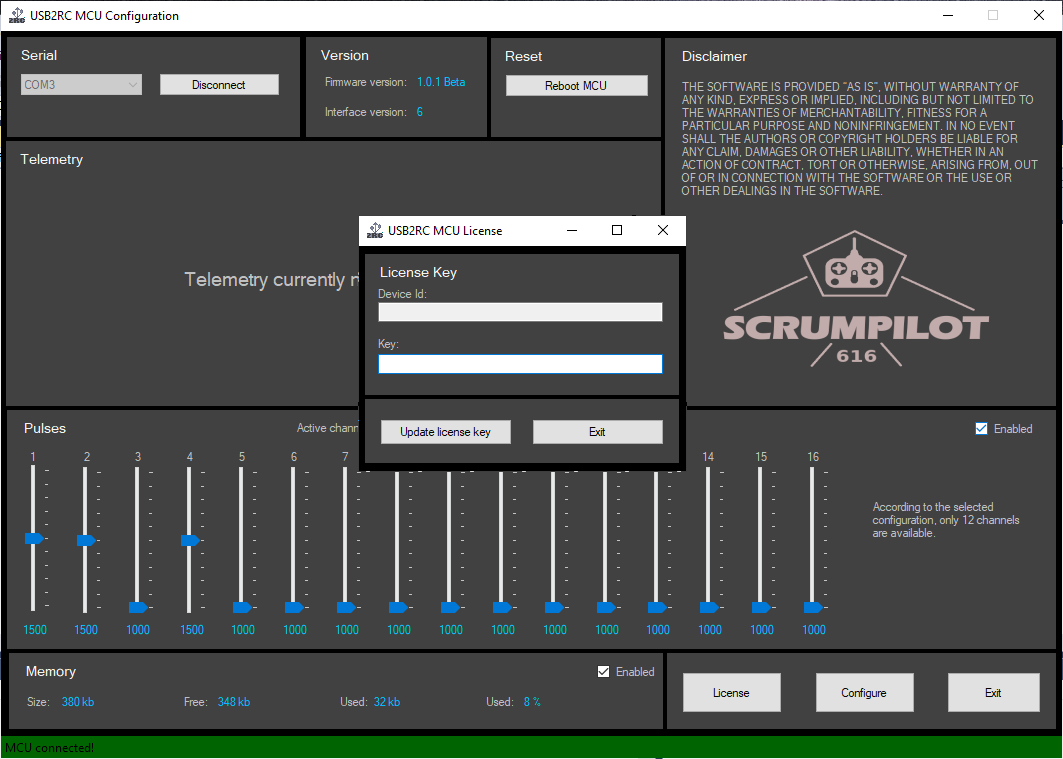 USB2RC MCU Configuration
Serial
COM3
Disconnect
Version
Firmware version: 1.0.1 Beta
Interface version: 6
Reset
Reboot MCU
Disclaimer
THE SOFTWARE IS PROVIDED "AS IS", WITHOUT WARRANTY OF
ANY KIND, EXPRESS OR IMPLIED, INCLUDING BUT NOT LIMITED TO
THE WARRANTIES OF MERCHANTABILITY, FITNESS FOR A
PARTICULAR PURPOSE AND NONINFRINGEMENT. IN NO EVENT
SHALL THE AUTHORS OR COPYRIGHT HOLDERS BE LIABLE FOR
ANY CLAIM, DAMAGES OR OTHER LIABILITY, WHETHER IN AN
ACTION OF CONTRACT, TORT OR OTHERWISE, ARISING FROM, OUT
OF OR IN CONNECTION WITH THE SOFTWARE OR THE USE OR
OTHER DEALINGS IN THE SOFTWARE.
SCRUMPILOT
616
Telemetry
Telemetry currently
USB2RC MCU License
License Key
Device Id:
Key:
Update license key
Exit
Pulses
Active chann
Enabled
1 2 3 4 5 6 7 14 15 16
According to the selected
configuration, only 12 channels
are available.
1500 1500 1000 1500 1000 1000 1000 1000 1000 1000 1000 1000 1000 1000 1000 1000
Memory
Enabled
Size: 380 kb Free: 348 kb Used: 32 kb Used: 8 %
License
Configure
Exit
MCU connected!